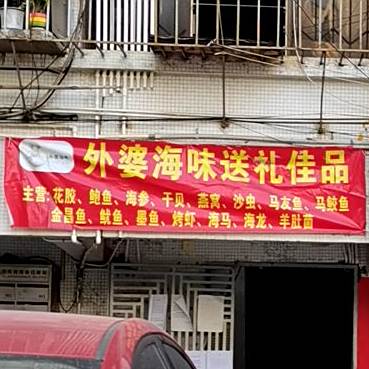 外婆海味送礼佳品
主营:花胶、鲍鱼、海参、干贝、燕窝、沙虫、马友鱼、马鲛鱼
金昌鱼、鱿鱼、墨鱼、烤虾、海马、海龙、羊肚菌